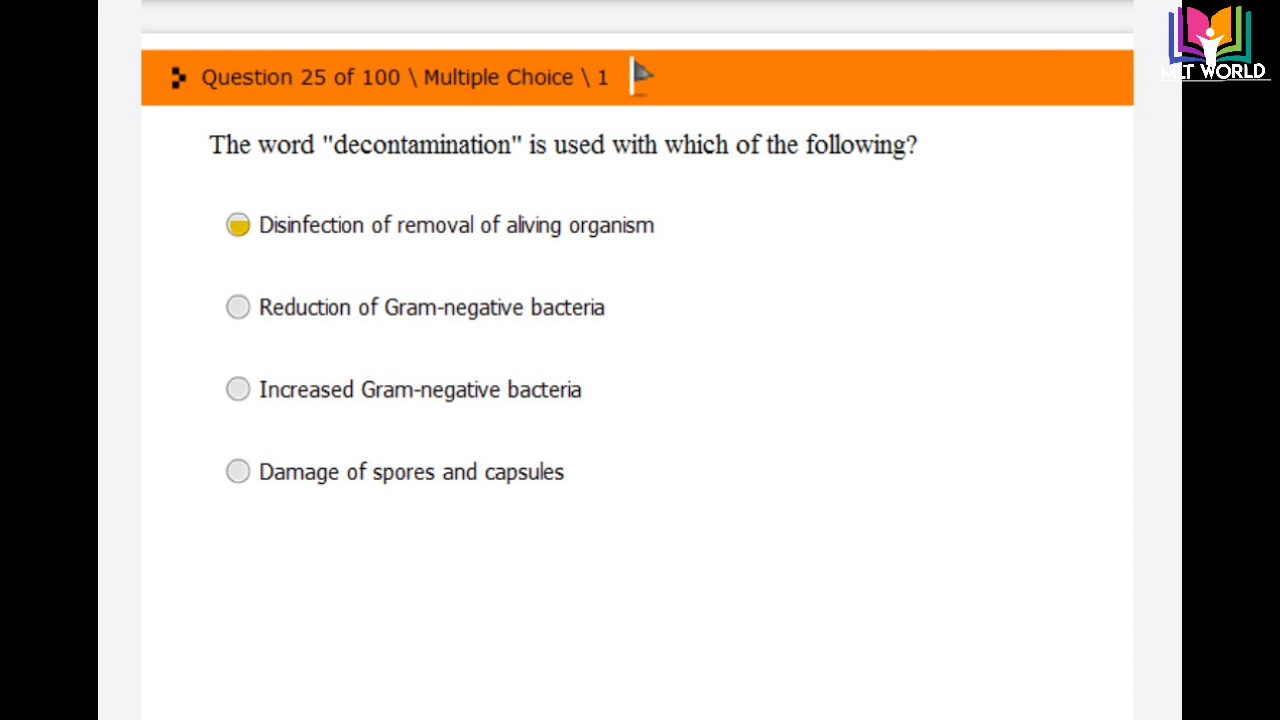 MLT WORLD
Question 25 of 100 \ Multiple Choice \ 1
The word "decontamination" is used with which of the following?
Disinfection of removal of aliving organism
Reduction of Gram-negative bacteria
Increased Gram-negative bacteria
Damage of spores and capsules